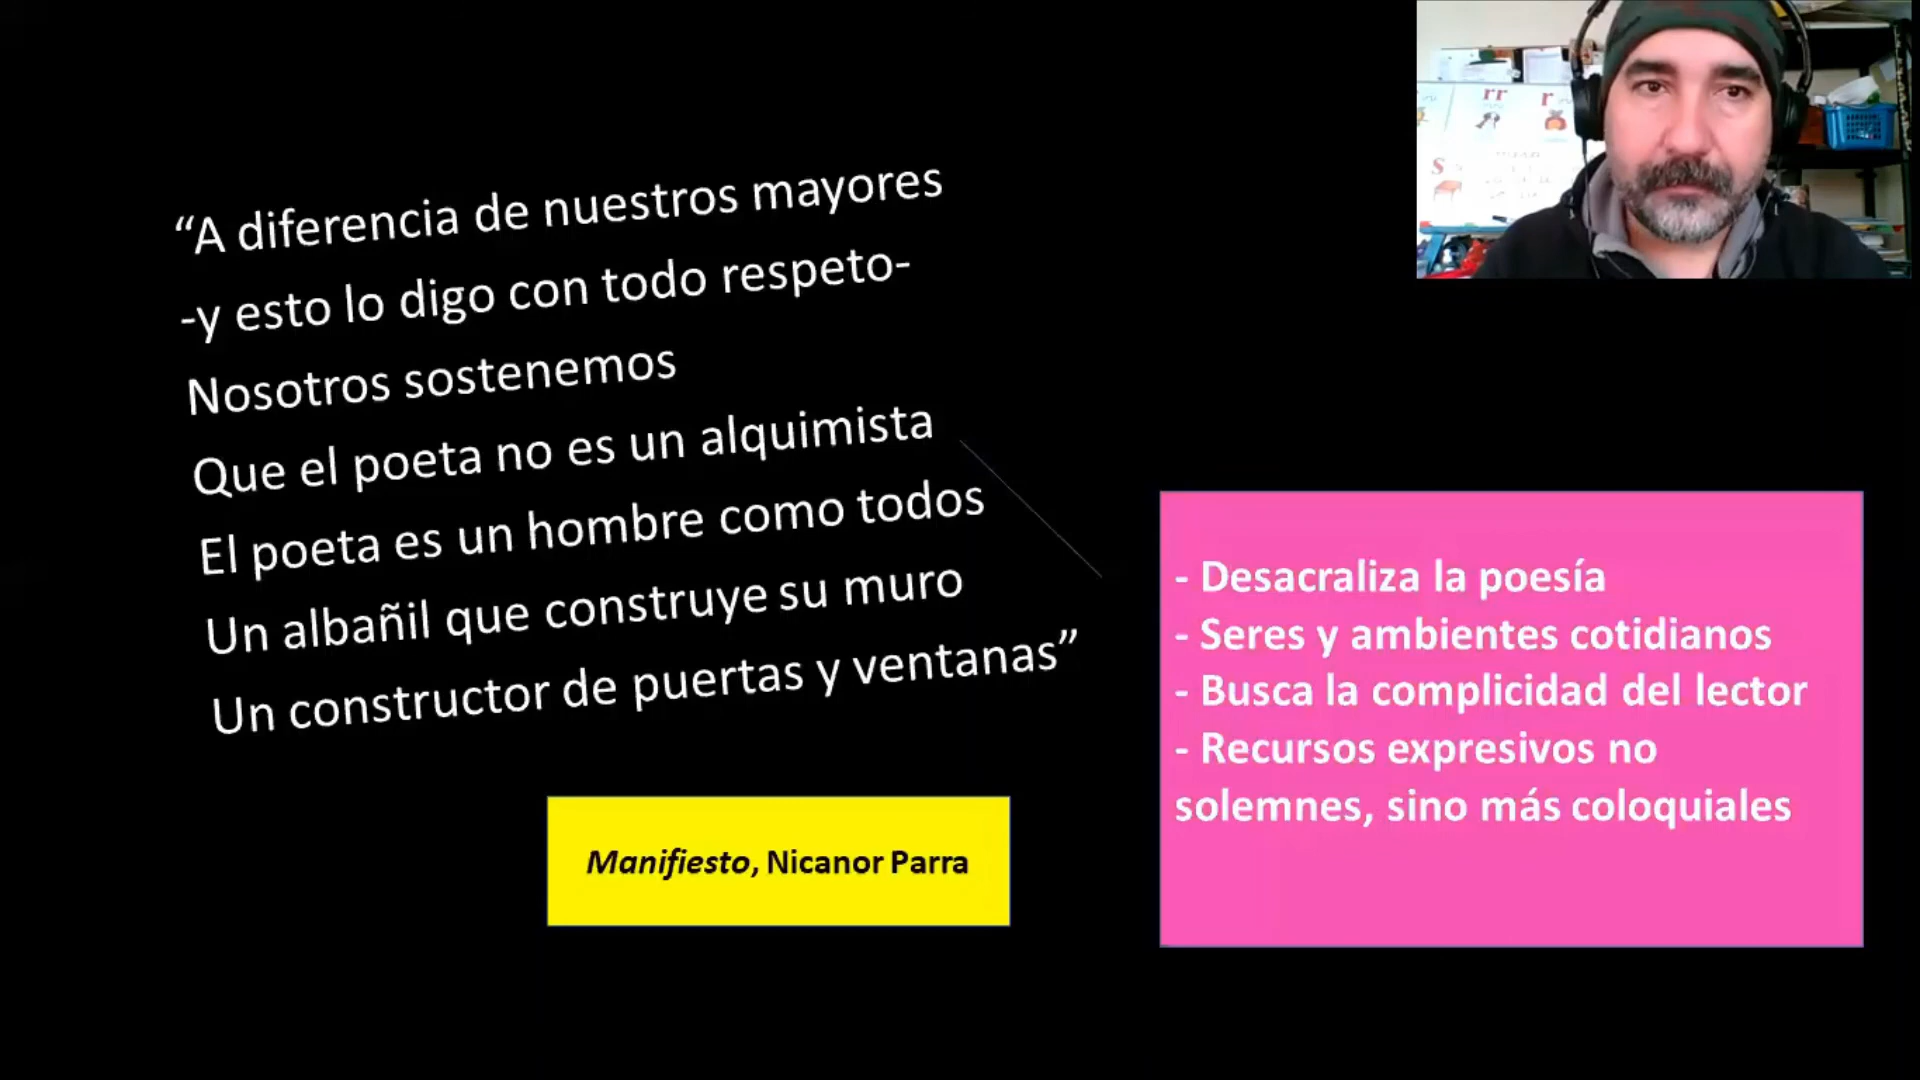 “A diferencia de nuestros mayores
-y esto lo digo con todo respeto-
Nosotros sostenemos
Que el poeta no es un alquimista
El poeta es un hombre como todos
Un albañil que construye su muro
Un constructor de puertas y ventanas”
Manifiesto, Nicanor Parra
- Desacraliza la poesía
- Seres y ambientes cotidianos
- Busca la complicidad del lector
- Recursos expresivos no
solemnes, sino más coloquiales
rr
r
S